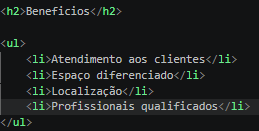 <h2>Beneficios</h2>
<ul>
<li>Atendimento aos clientes</li>
<li>Espaço diferenciado</li>
<li>Localização</li>
<li>Profissionais qualificados</li>
</ul>